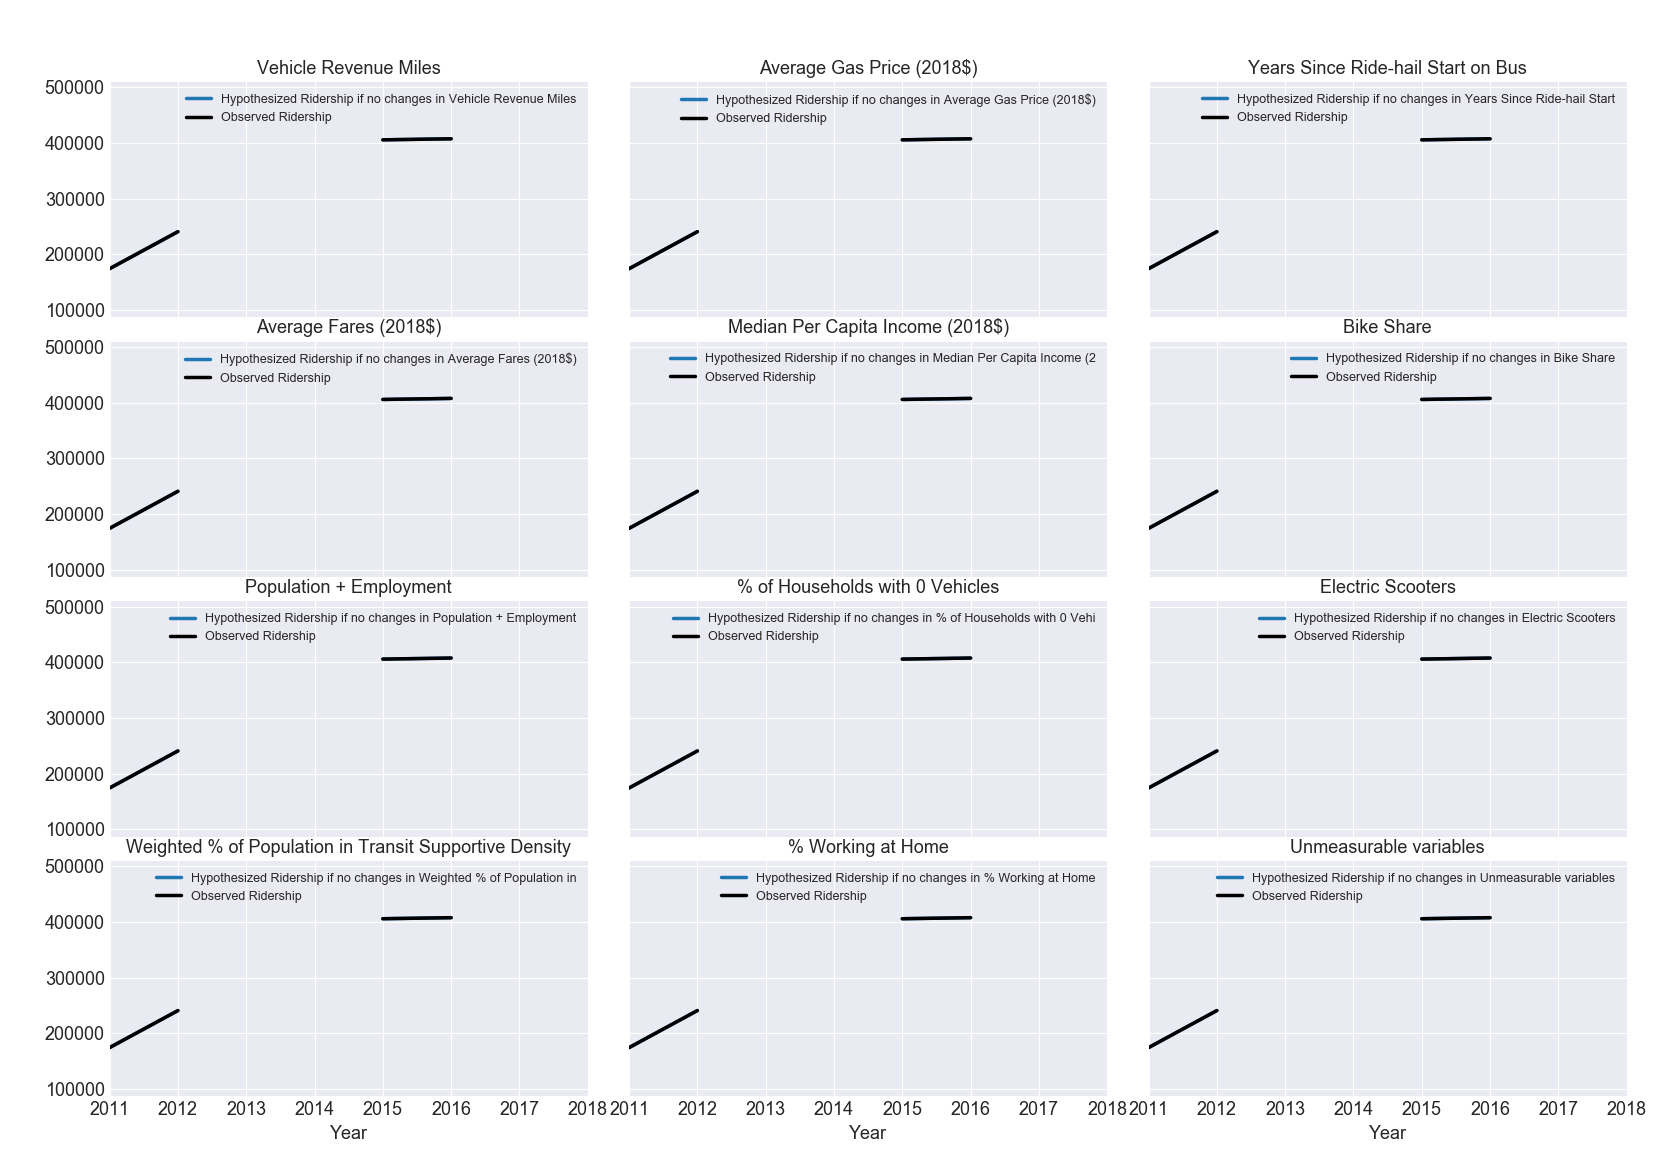 Vehicle Revenue Miles
Hypothesized Ridership if no changes in Vehicle Revenue Miles
Observed Ridership
500000
400000
300000
200000
100000
Average Gas Price (2018$)
Hypothesized Ridership if no changes in Average Gas Price (2018$)
Observed Ridership
Years Since Ride-hail Start on Bus
Hypothesized Ridership if no changes in Years Since Ride-hail Start
Observed Ridership
Average Fares (2018$)
Hypothesized Ridership if no changes in Average Fares (2018$)
Observed Ridership
500000
400000
300000
200000
100000
Median Per Capita Income (2018$)
Hypothesized Ridership if no changes in Median Per Capita Income (2
Observed Ridership
Bike Share
Hypothesized Ridership if no changes in Bike Share
Observed Ridership
Population + Employment
Hypothesized Ridership if no changes in Population + Employment
Observed Ridership
500000
400000
300000
200000
100000
% of Households with 0 Vehicles
Hypothesized Ridership if no changes in % of Households with 0 Vehi
Observed Ridership
Electric Scooters
Hypothesized Ridership if no changes in Electric Scooters
Observed Ridership
Weighted % of Population in Transit Supportive Density
Hypothesized Ridership if no changes in Weighted % of Population in
Observed Ridership
500000
400000
300000
200000
100000
2011 2012 2013 2014 2015 2016 2017 2018
Year
% Working at Home
Hypothesized Ridership if no changes in % Working at Home
Observed Ridership
2011 2012 2013 2014 2015 2016 2017 2018
Year
Unmeasurable variables
Hypothesized Ridership if no changes in Unmeasurable variables
Observed Ridership
2011 2012 2013 2014 2015 2016 2017 2018
Year